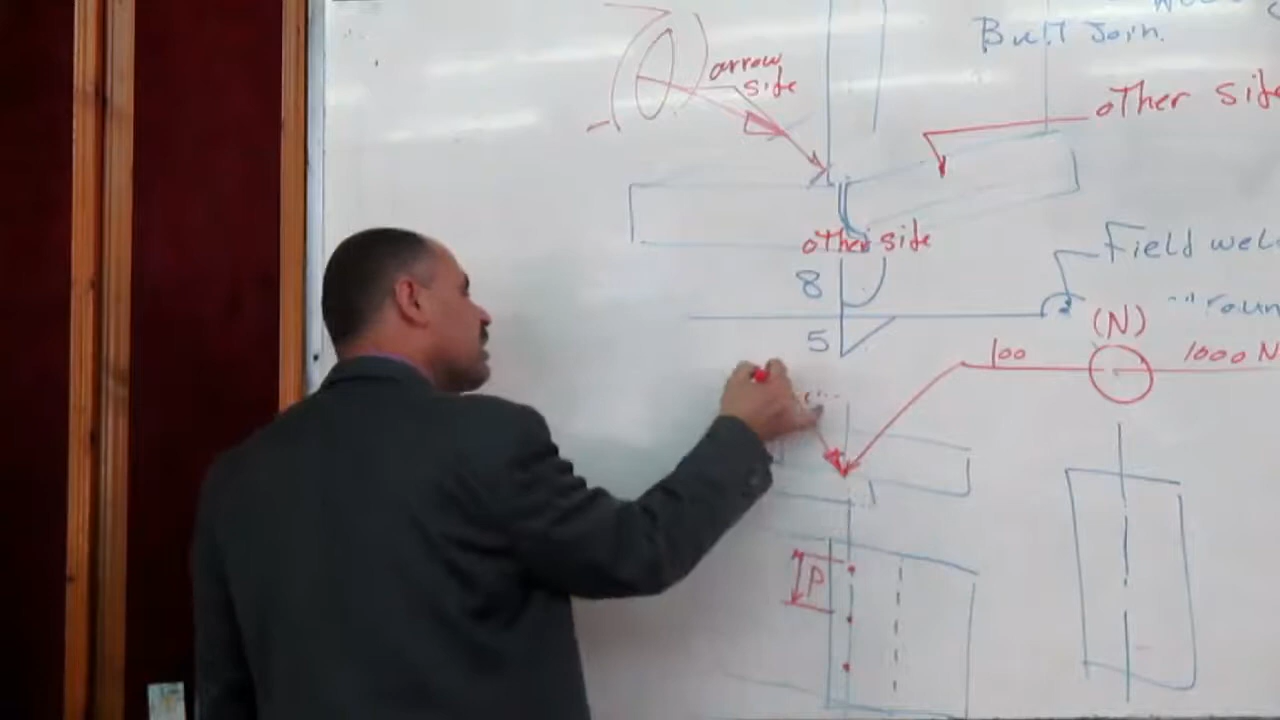 Butt Join.
arrow
side
other side
other side
8
Field wel
5
(N)
100
1000 N
P